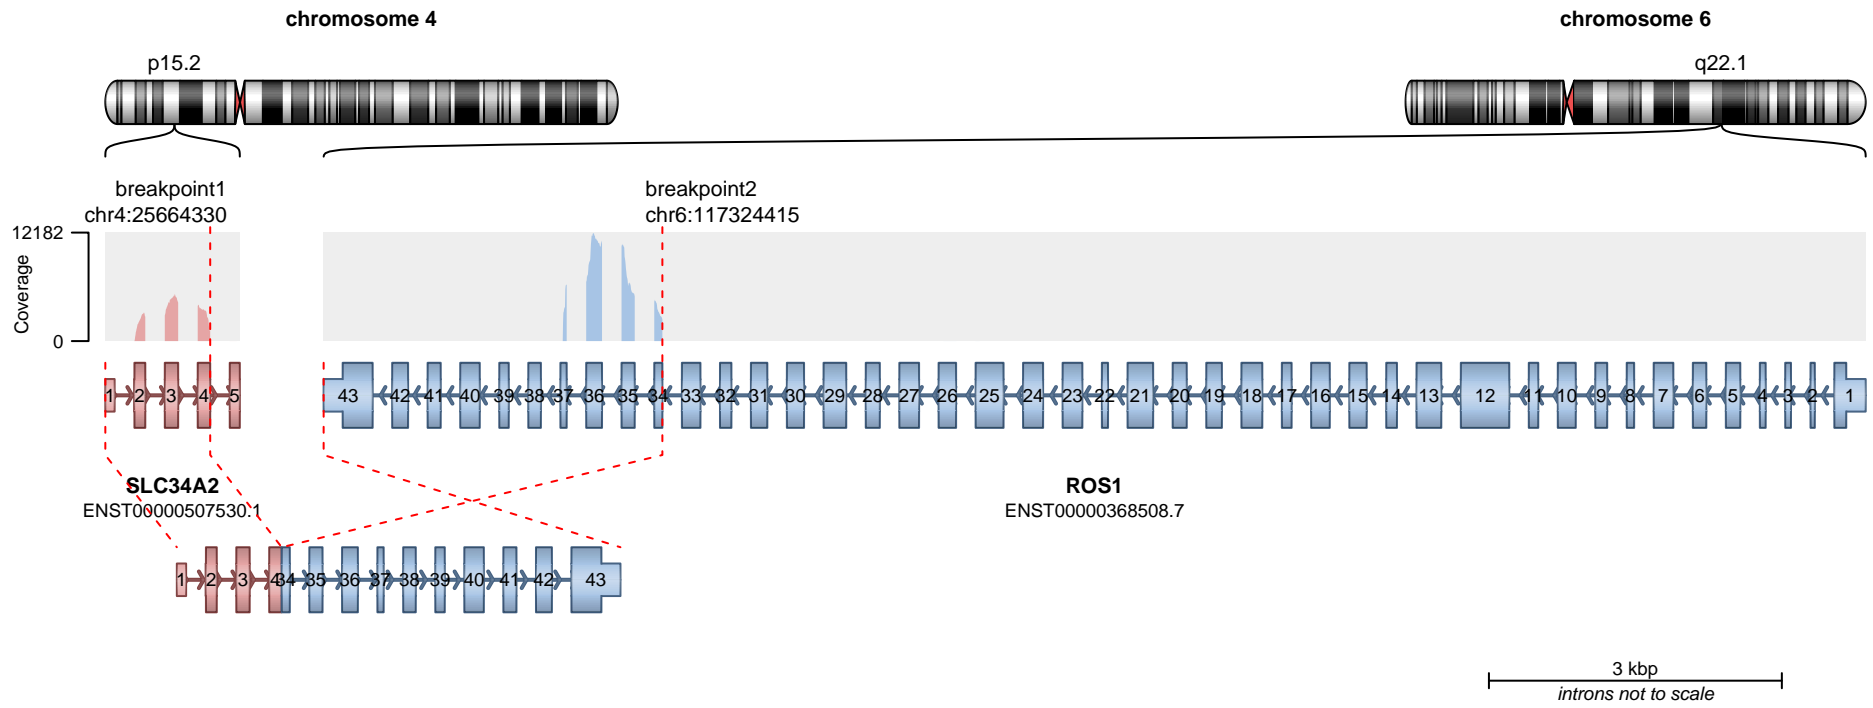 chromosome 4
chromosome 6
p15.2
q22.1
breakpoint1
chr4:25664330
breakpoint2
chr6:117324415
12182
Coverage
0
1 2 3 4 5
43 42 41 40 39 38 37 36 35 34 33 32 31 30 29 28 27 26 25 24 23 22 21 20 19 18 17 16 15 14 13 12 11 10 9 8 7 6 5 4 3 2 1
SLC34A2
ENST00000507530.1
ROS1
ENST00000368508.7
1 2 3 4 34 35 36 37 38 39 40 41 42 43
3 kbp
introns not to scale